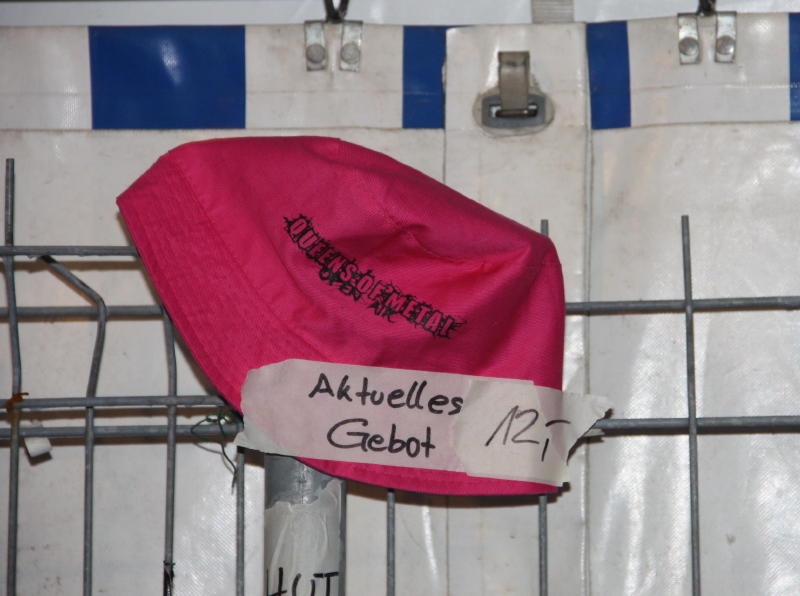 QUEENS OF METAL
OPEN AIR
Aktuelles
Gebot 12,-
HUT